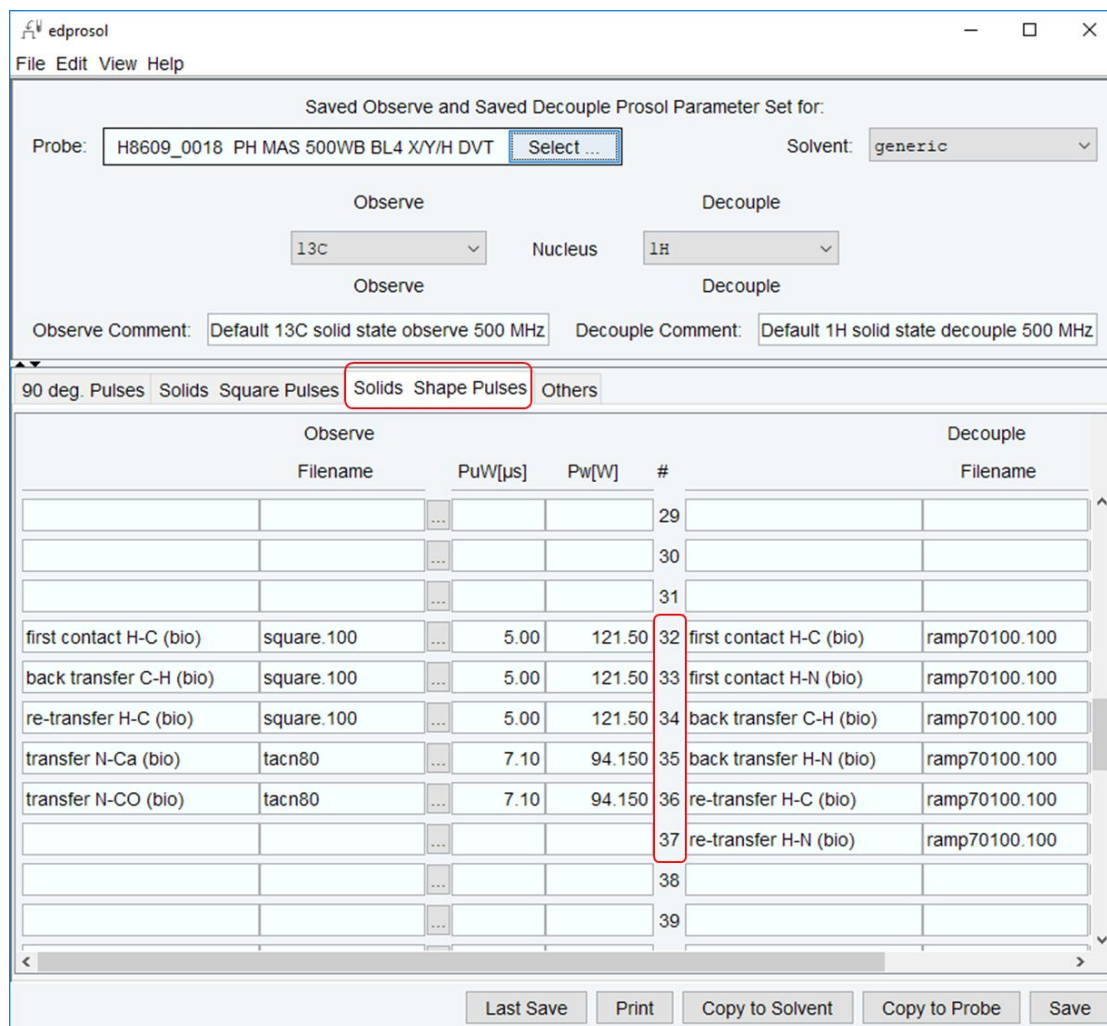 edprosol
File Edit View Help
Saved Observe and Saved Decouple Prosol Parameter Set for:
Probe: H8609_0018 PH MAS 500WB BL4 X/Y/H DVT Select ... Solvent: generic
Observe Decouple
13C Nucleus 1H
Observe Decouple
Observe Comment: Default 13C solid state observe 500 MHz Decouple Comment: Default 1H solid state decouple 500 MHz
90 deg. Pulses Solids Square Pulses Solids Shape Pulses Others
Observe Decouple
Filename PuW[µs] Pw[W] # Filename
... 29
... 30
... 31
first contact H-C (bio) square.100 ... 5.00 121.50 32 first contact H-C (bio) ramp70100.100
back transfer C-H (bio) square.100 ... 5.00 121.50 33 first contact H-N (bio) ramp70100.100
re-transfer H-C (bio) square.100 ... 5.00 121.50 34 back transfer C-H (bio) ramp70100.100
transfer N-Ca (bio) tacn80 ... 7.10 94.150 35 back transfer H-N (bio) ramp70100.100
transfer N-CO (bio) tacn80 ... 7.10 94.150 36 re-transfer H-C (bio) ramp70100.100
... 37 re-transfer H-N (bio) ramp70100.100
... 38
... 39
Last Save Print Copy to Solvent Copy to Probe Save